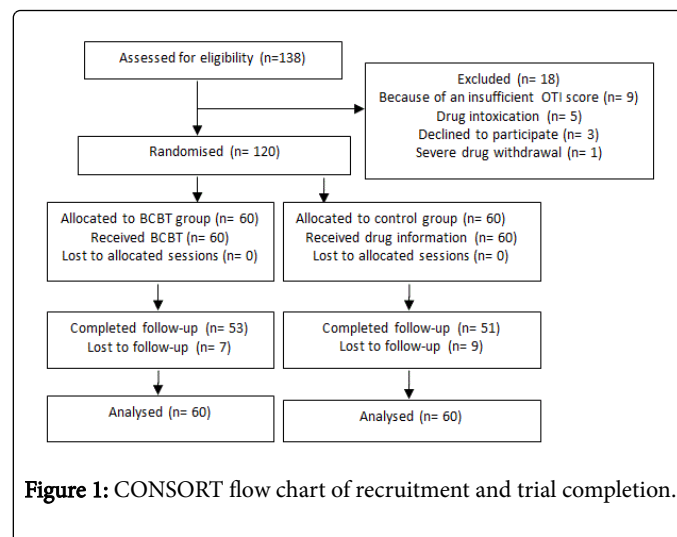 Assessed for eligibility (n=138)
Excluded (n= 18)
Because of an insufficient OTI score (n= 9)
Drug intoxication (n= 5)
Declined to participate (n= 3)
Severe drug withdrawal (n= 1)
Randomised (n= 120)
Allocated to BCBT group (n= 60)
Received BCBT (n= 60)
Lost to allocated sessions (n= 0)
Allocated to control group (n= 60)
Received drug information (n= 60)
Lost to allocated sessions (n= 0)
Completed follow-up (n= 53)
Lost to follow-up (n= 7)
Completed follow-up (n= 51)
Lost to follow-up (n= 9)
Analysed (n= 60)
Analysed (n= 60)
Figure 1: CONSORT flow chart of recruitment and trial completion.